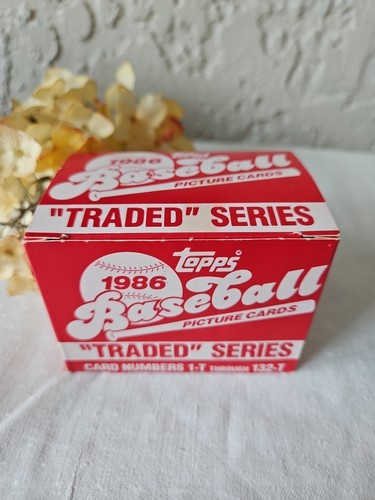 1986
Baseball
PICTURE CARDS
"TRADED" SERIES
Topps
1986
Baseball
PICTURE CARDS
"TRADED" SERIES
CARD NUMBERS 1-T THROUGH 132-T